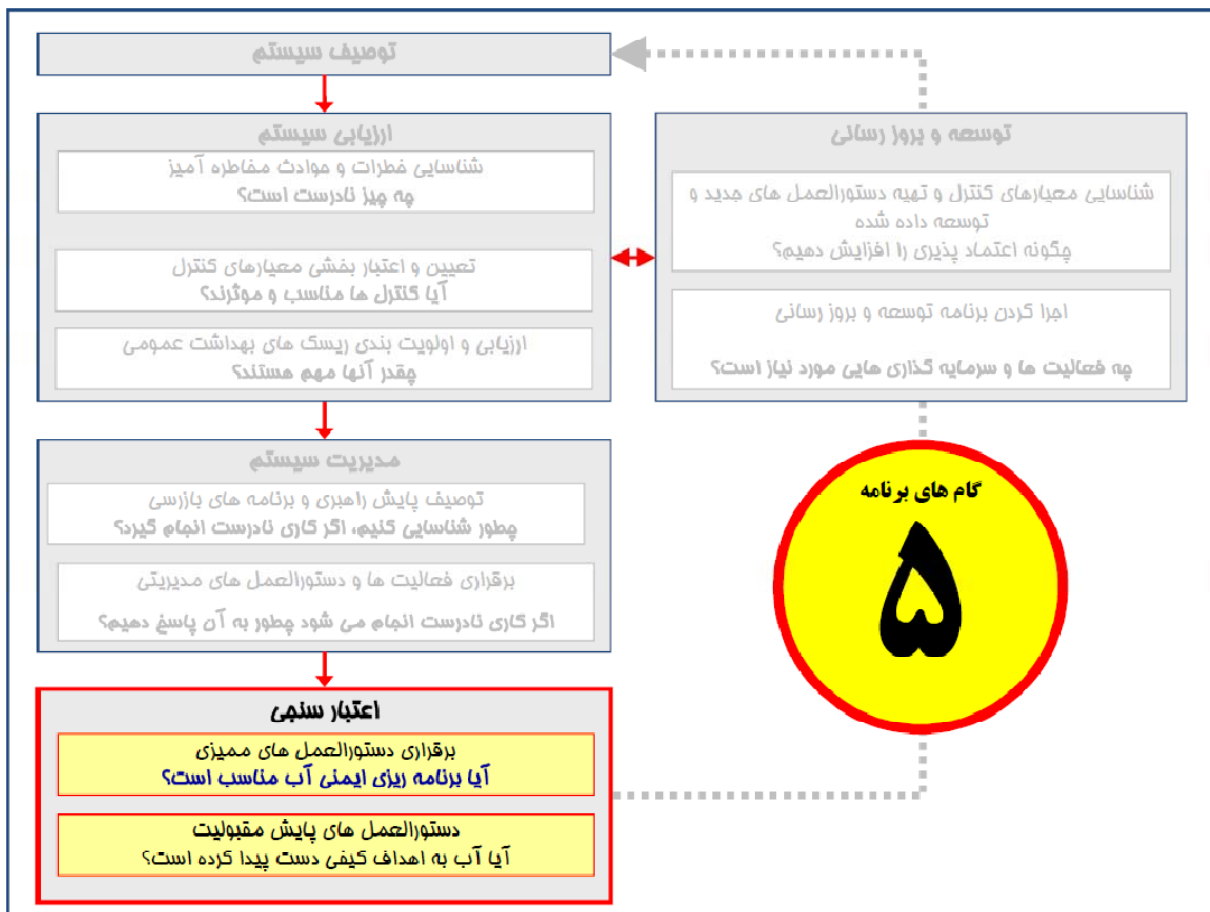 توصیف سیستم
ارزیابی سیستم
شناسایی خطرات و حوادث مخاطره آمیز
چه چیز نادرست است؟
تعیین و اعتبار بخشی معیارهای کنترل
آیا کنترل ها مناسب و موثرند؟
ارزیابی و اولویت بندی ریسک های بهداشت عمومی
چقدر آنها مهم هستند؟
توسعه و بروز رسانی
شناسایی معیارهای کنترل و تهیه دستورالعمل های جدید و
توسعه داده شده
چگونه اعتماد پذیری را افزایش دهیم؟
اجرا کردن برنامه توسعه و بروز رسانی
چه فعالیت ها و سرمایه گذاری هایی مورد نیاز است؟
مدیریت سیستم
توصیف پایش راهبری و برنامه های بازرسی
چطور شناسایی کنیم، اگر کاری نادرست انجام گیرد؟
برقراری فعالیت ها و دستورالعمل های مدیریتی
اگر کاری نادرست انجام می شود چطور به آن پاسخ دهیم؟
گام های برنامه
۵
اعتبار سنجی
برقراری دستورالعمل های ممیزی
آیا برنامه ریزی ایمنی آب مناسب است؟
دستورالعمل های پایش مقبولیت
آیا آب به اهداف کیفی دست پیدا کرده است؟